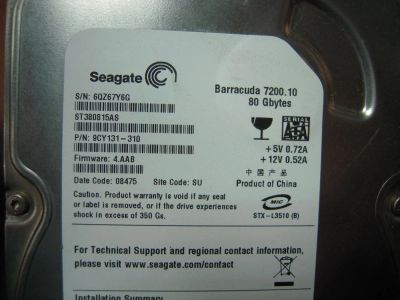 Seagate
Barracuda 7200.10
80 Gbytes
S/N: 6QZ67Y6G
ST380815AS
P/N: 9CY131-310
Firmware: 4.AAB
SERIAL
ATA
+5V 0.72A
+12V 0.52A
Date Code: 08475 Site Code: SU
中 国 产 品
Product of China
Caution. Product warranty is void if any seal
or label is removed, or if the drive experiences
shock in excess of 350 Gs.
MIC
STX-L3510 (B)
For Technical Support and regional contact information,
please visit www.seagate.com/contact
Installation Summary